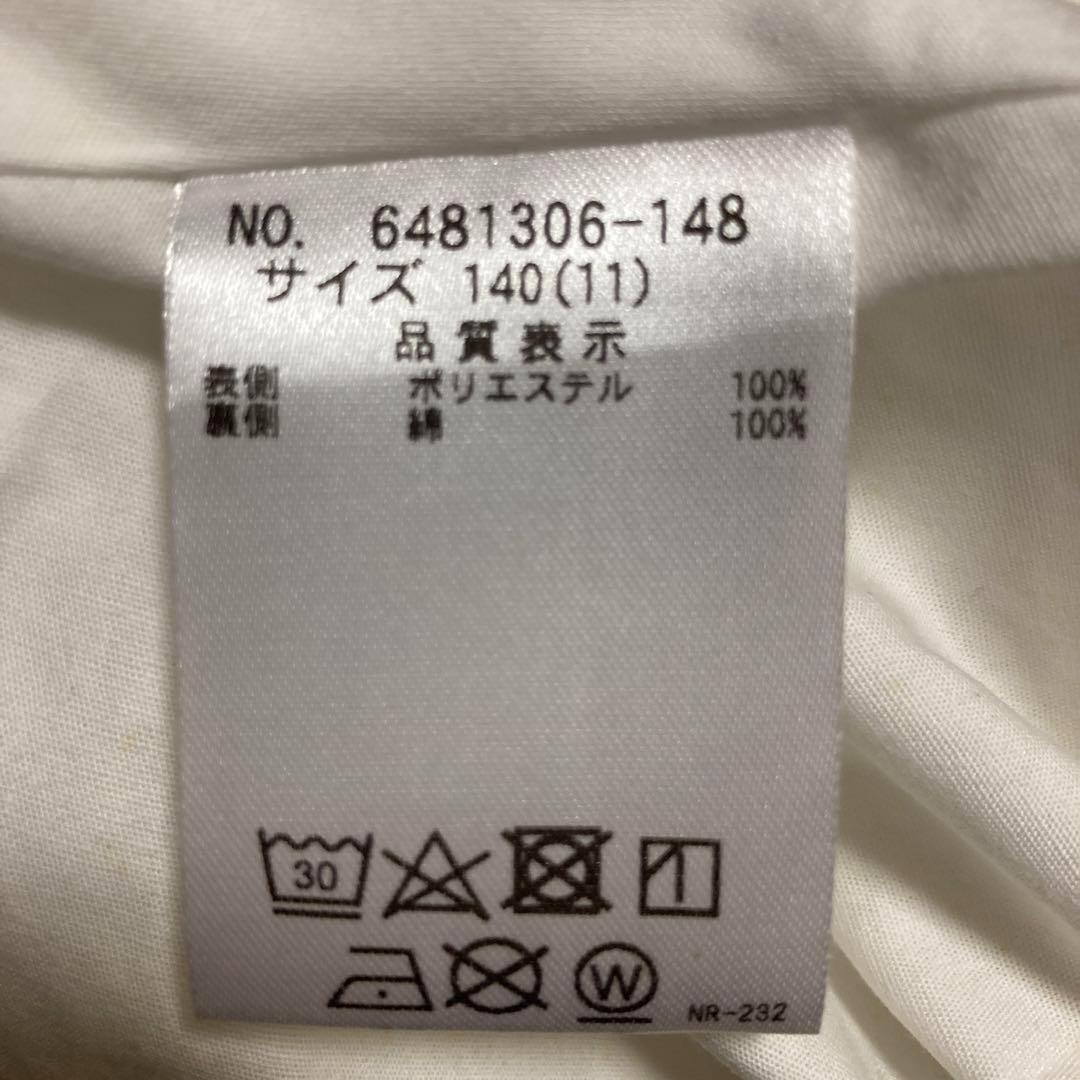 NO. 6481306-148
サイズ 140(11)
品質表示
表側 ポリエステル 100%
裏側 綿 100%
30
W
NR-232